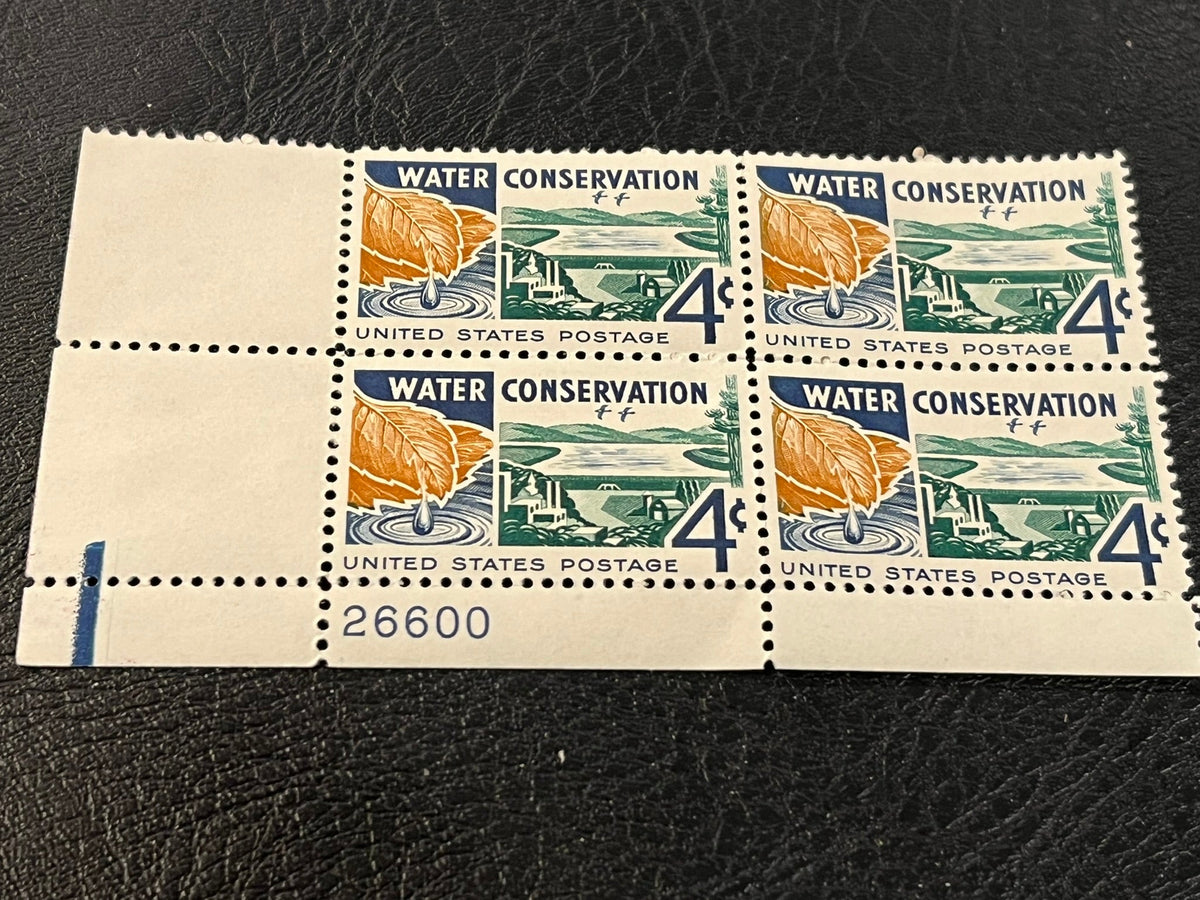 WATER CONSERVATION
4¢
UNITED STATES POSTAGE
WATER CONSERVATION
4¢
UNITED STATES POSTAGE
WATER CONSERVATION
4¢
UNITED STATES POSTAGE
WATER CONSERVATION
4¢
UNITED STATES POSTAGE
26600